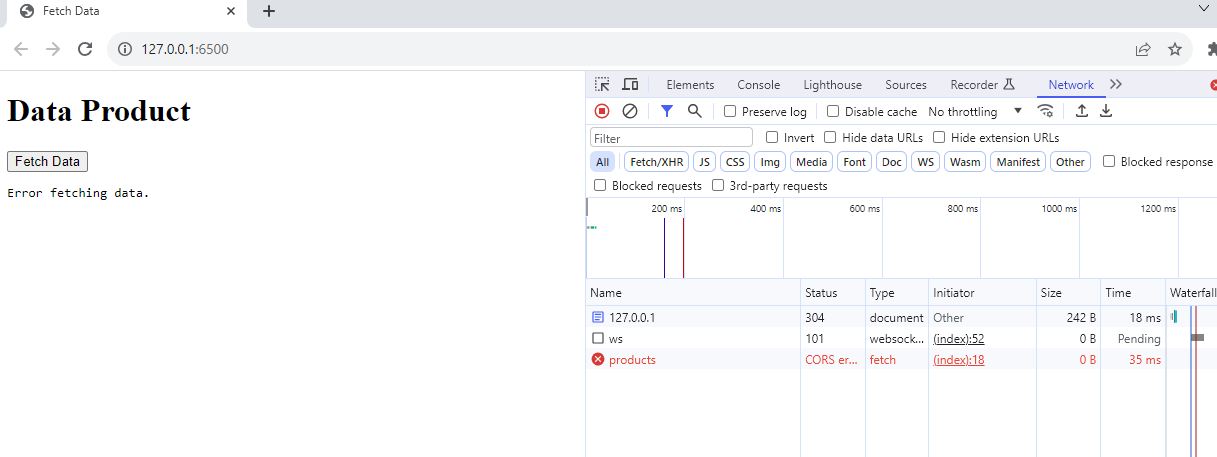 Fetch Data
127.0.0.1:6500
Data Product
Fetch Data
Error fetching data.
Elements Console Lighthouse Sources Recorder Network
Preserve log Disable cache No throttling
Filter Invert Hide data URLs Hide extension URLs
All Fetch/XHR JS CSS Img Media Font Doc WS Wasm Manifest Other Blocked response
Blocked requests 3rd-party requests
200 ms 400 ms 600 ms 800 ms 1000 ms 1200 ms
Name Status Type Initiator Size Time Waterfall
127.0.0.1 304 document Other 242 B 18 ms
ws 101 websock... (index):52 0 B Pending
products CORS er... fetch (index):18 0 B 35 ms